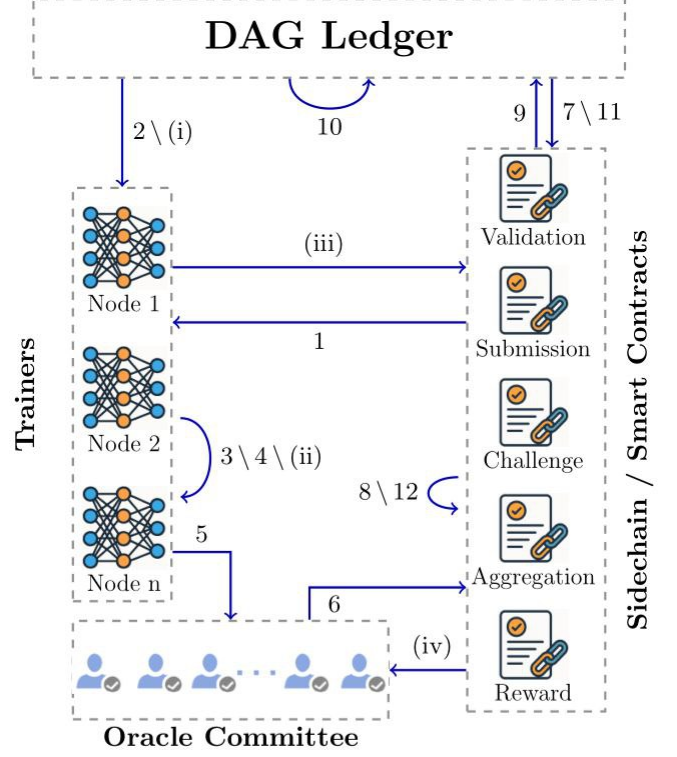 DAG Ledger
2 \ (i)
10
9
7 \ 11
Validation
(iii)
Node 1
1
Submission
Trainers
Node 2
3 \ 4 \ (ii)
Challenge
8 \ 12
Sidechain / Smart Contracts
5
Node n
Aggregation
6
(iv)
Reward
Oracle Committee